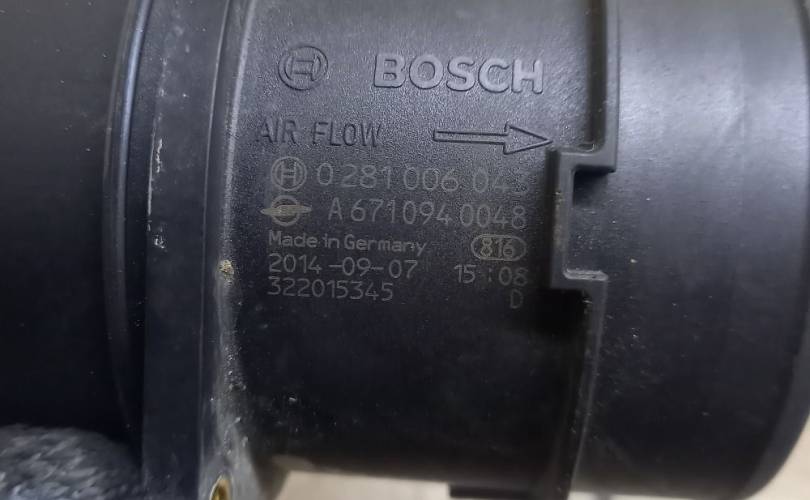 BOSCH
AIR FLOW
0 281 006 043
A 671 094 0048
Made in Germany 816
2014-09-07 15:08
322015345 D